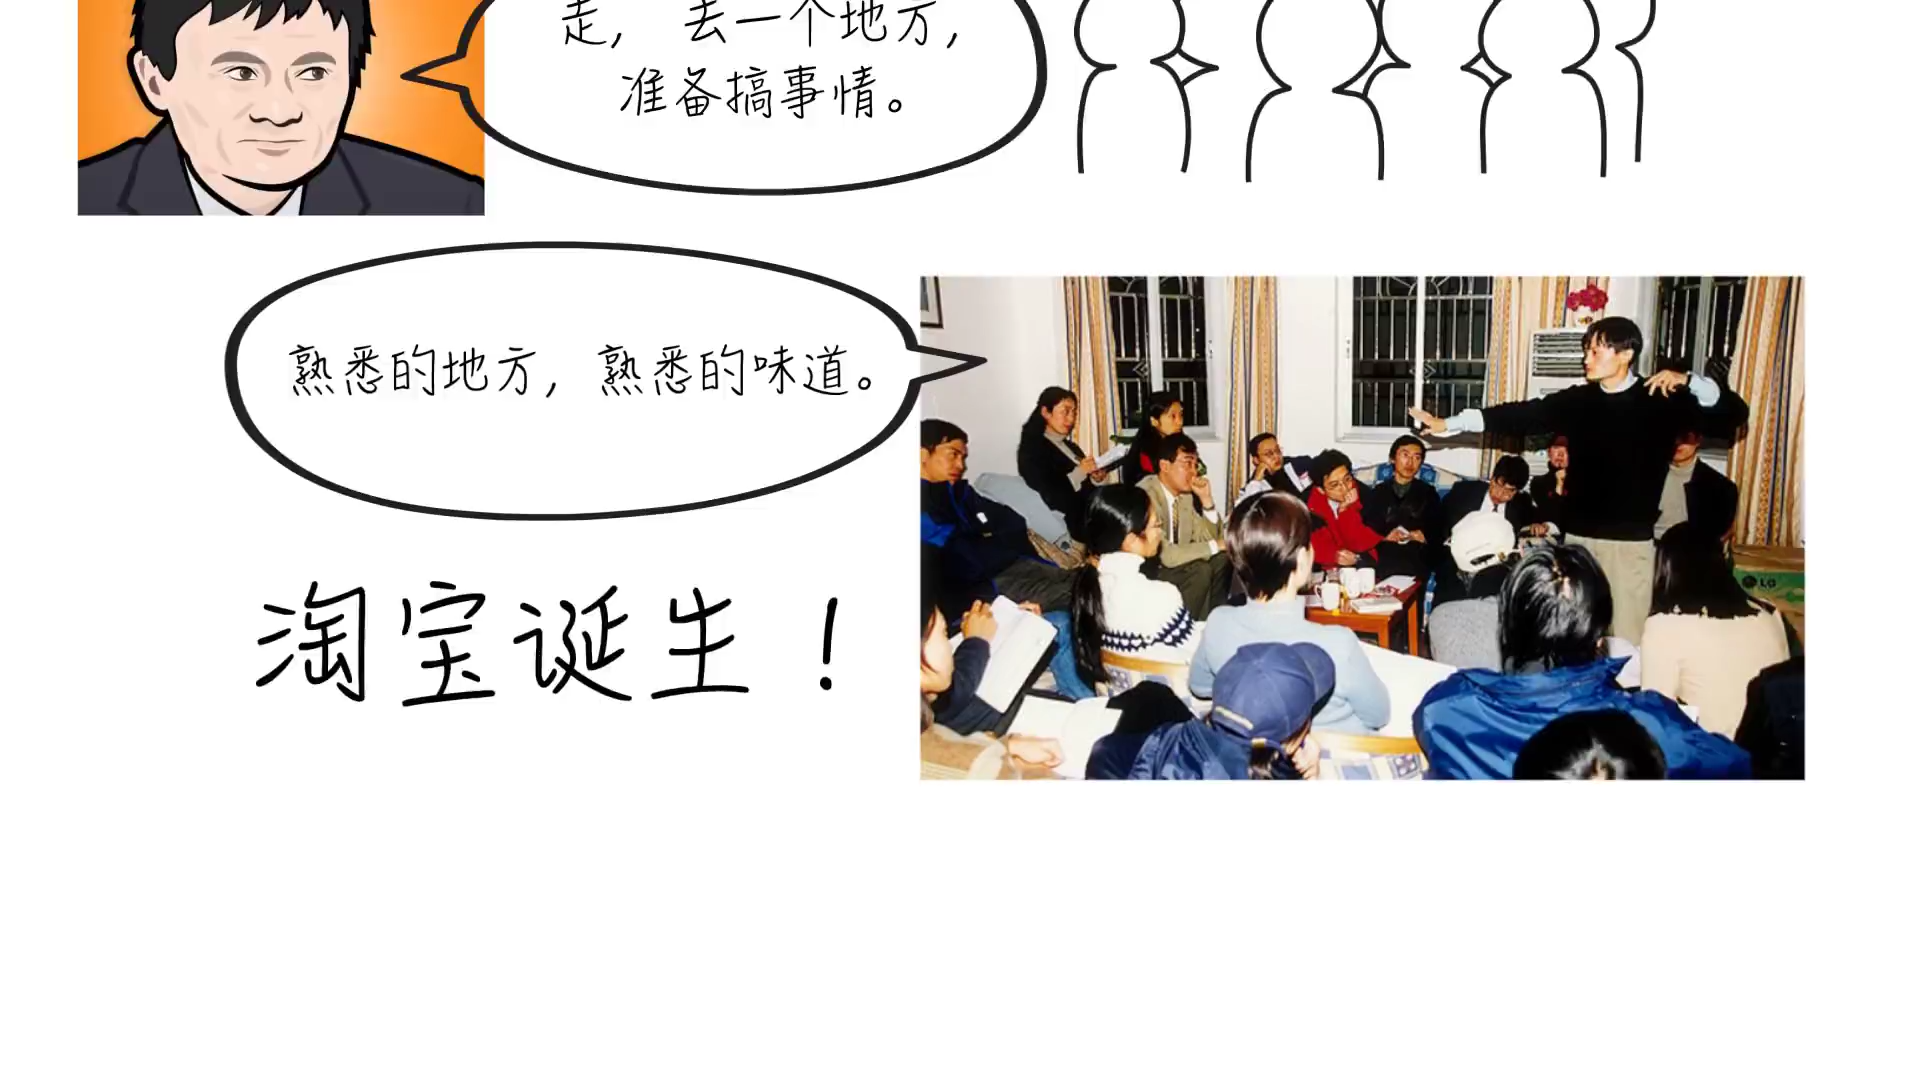 走，去一个地方，
准备搞事情。
熟悉的地方，熟悉的味道。
淘宝诞生！
LG